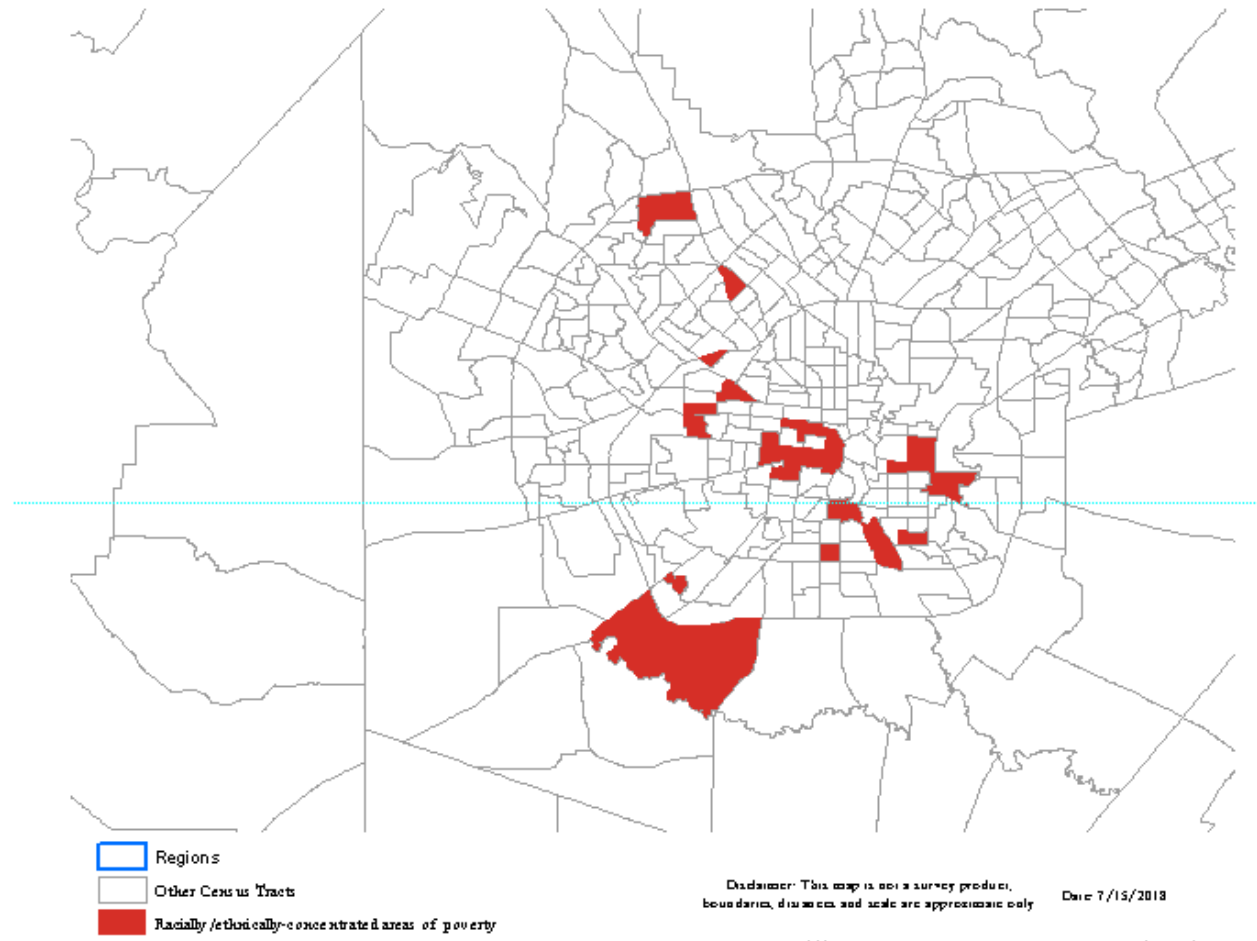 Regions
Other Census Tracts
Racially/ethnically-concentrated areas of poverty
Disclaimer: This map is not a survey product,
boundaries, distances and scale are approximate only
Date 7/15/2018